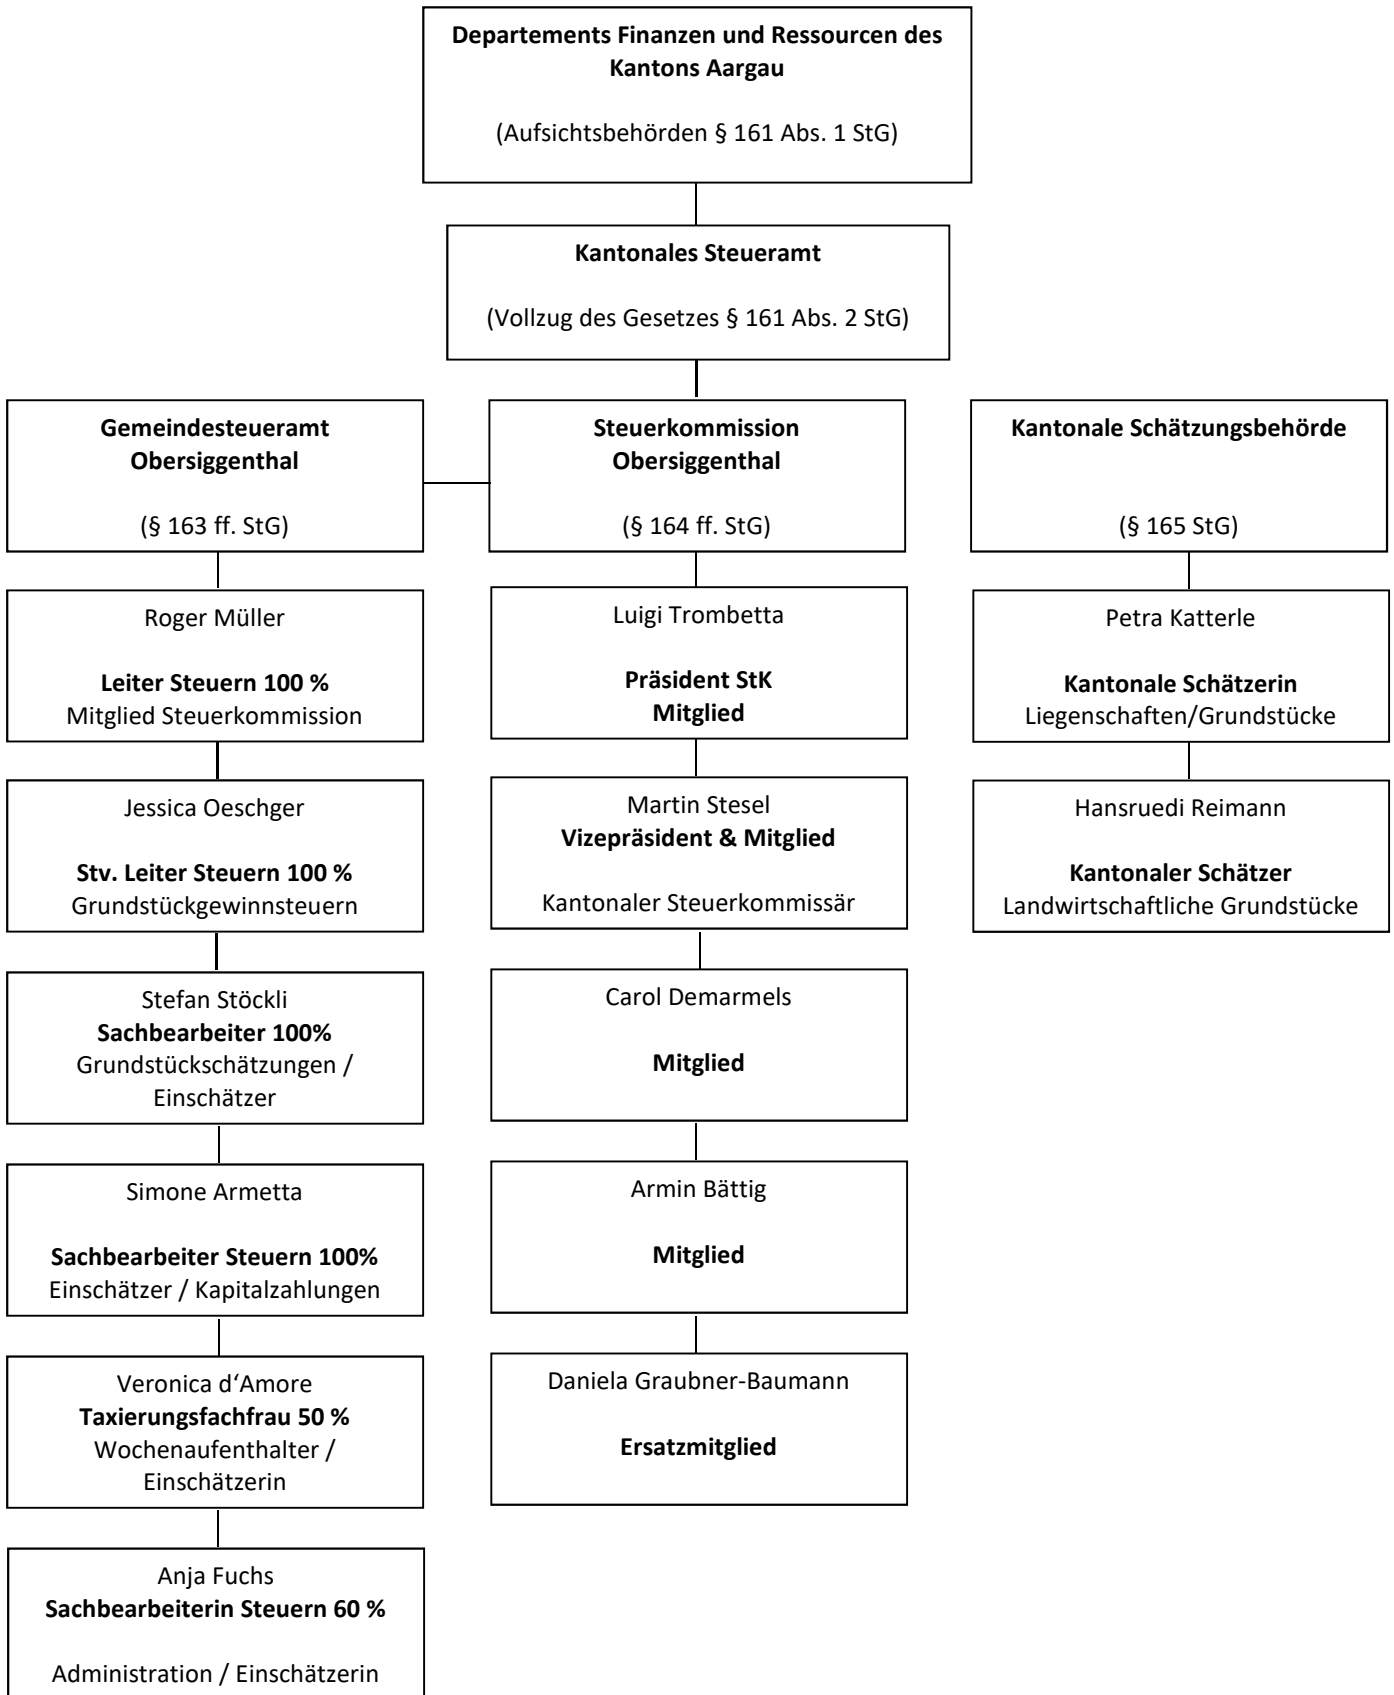 Departements Finanzen und Ressourcen des
Kantons Aargau
(Aufsichtsbehörden § 161 Abs. 1 StG)
Kantonales Steueramt
(Vollzug des Gesetzes § 161 Abs. 2 StG)
Gemeindesteueramt
Obersiggenthal
(§ 163 ff. StG)
Roger Müller
Leiter Steuern 100 %
Mitglied Steuerkommission
Jessica Oeschger
Stv. Leiter Steuern 100 %
Grundstückgewinnsteuern
Stefan Stöckli
Sachbearbeiter 100%
Grundstückschätzungen /
Einschätzer
Simone Armetta
Sachbearbeiter Steuern 100%
Einschätzer / Kapitalzahlungen
Veronica d‘Amore
Taxierungsfachfrau 50 %
Wochenaufenthalter /
Einschätzerin
Anja Fuchs
Sachbearbeiterin Steuern 60 %
Administration / Einschätzerin
Steuerkommission
Obersiggenthal
(§ 164 ff. StG)
Luigi Trombetta
Präsident StK
Mitglied
Martin Stesel
Vizepräsident & Mitglied
Kantonaler Steuerkommissär
Carol Demarmels
Mitglied
Armin Bättig
Mitglied
Daniela Graubner-Baumann
Ersatzmitglied
Kantonale Schätzungsbehörde
(§ 165 StG)
Petra Katterle
Kantonale Schätzerin
Liegenschaften/Grundstücke
Hansruedi Reimann
Kantonaler Schätzer
Landwirtschaftliche Grundstücke